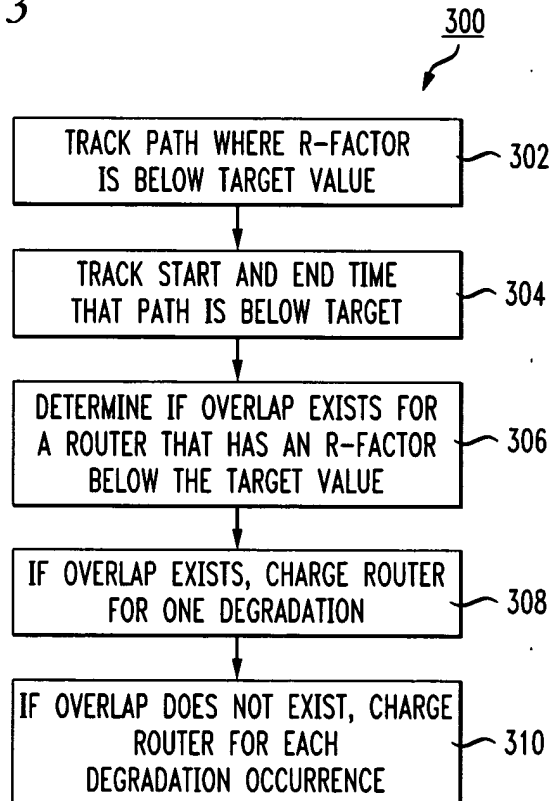 3
300
TRACK PATH WHERE R-FACTOR
IS BELOW TARGET VALUE
302
TRACK START AND END TIME
THAT PATH IS BELOW TARGET
304
DETERMINE IF OVERLAP EXISTS FOR
A ROUTER THAT HAS AN R-FACTOR
BELOW THE TARGET VALUE
306
IF OVERLAP EXISTS, CHARGE ROUTER
FOR ONE DEGRADATION
308
IF OVERLAP DOES NOT EXIST, CHARGE
ROUTER FOR EACH
DEGRADATION OCCURRENCE
310